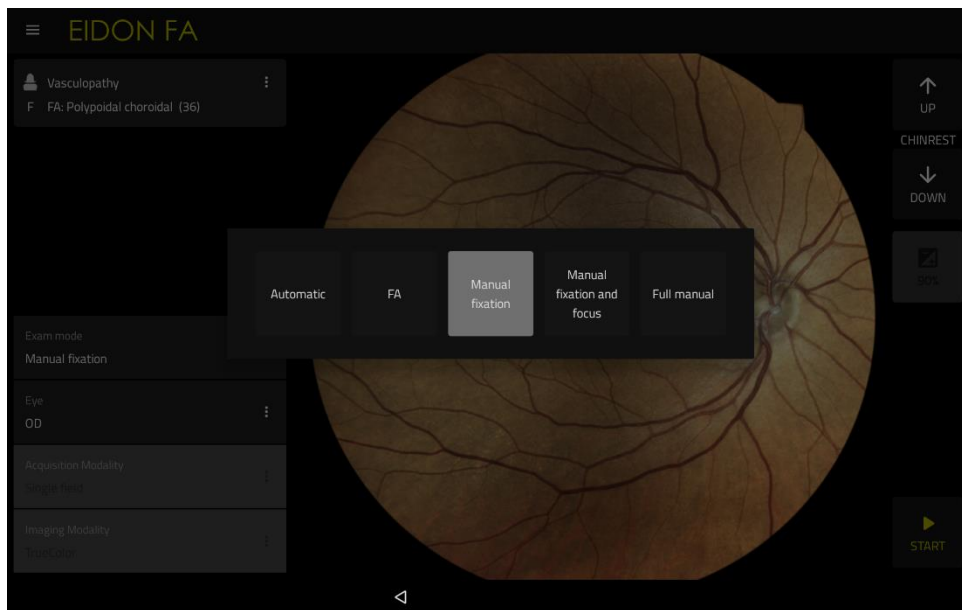 EIDON FA
Vasculopathy
F FA: Polypoidal choroidal (36)
UP
CHINREST
DOWN
90's
Automatic
FA
Manual
fixation
Manual
fixation and
focus
Full manual
Exam mode
Manual fixation
Eye
OD
Acquisition Modality
Single field
Imaging Modality
TrueColor
START